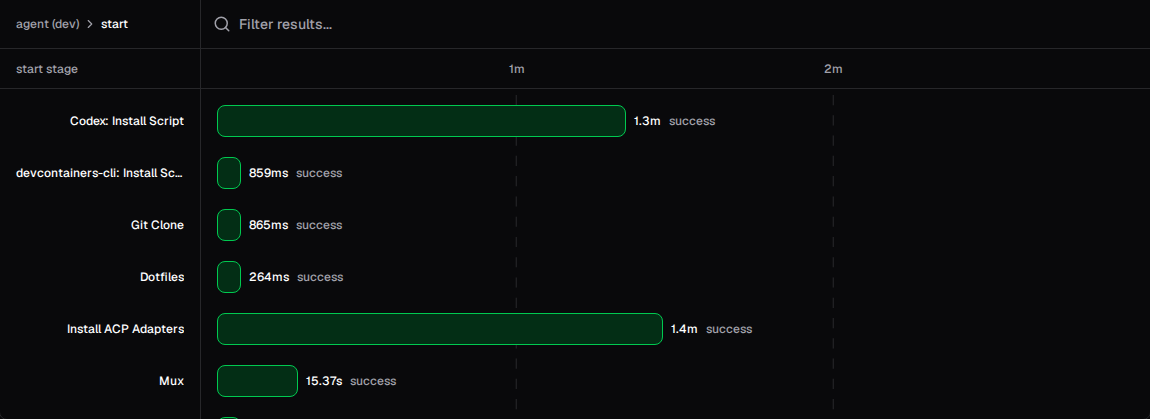 agent (dev) > start
Filter results...
start stage
1m
2m
Codex: Install Script
1.3m success
devcontainers-cli: Install Sc...
859ms success
Git Clone
865ms success
Dotfiles
264ms success
Install ACP Adapters
1.4m success
Mux
15.37s success